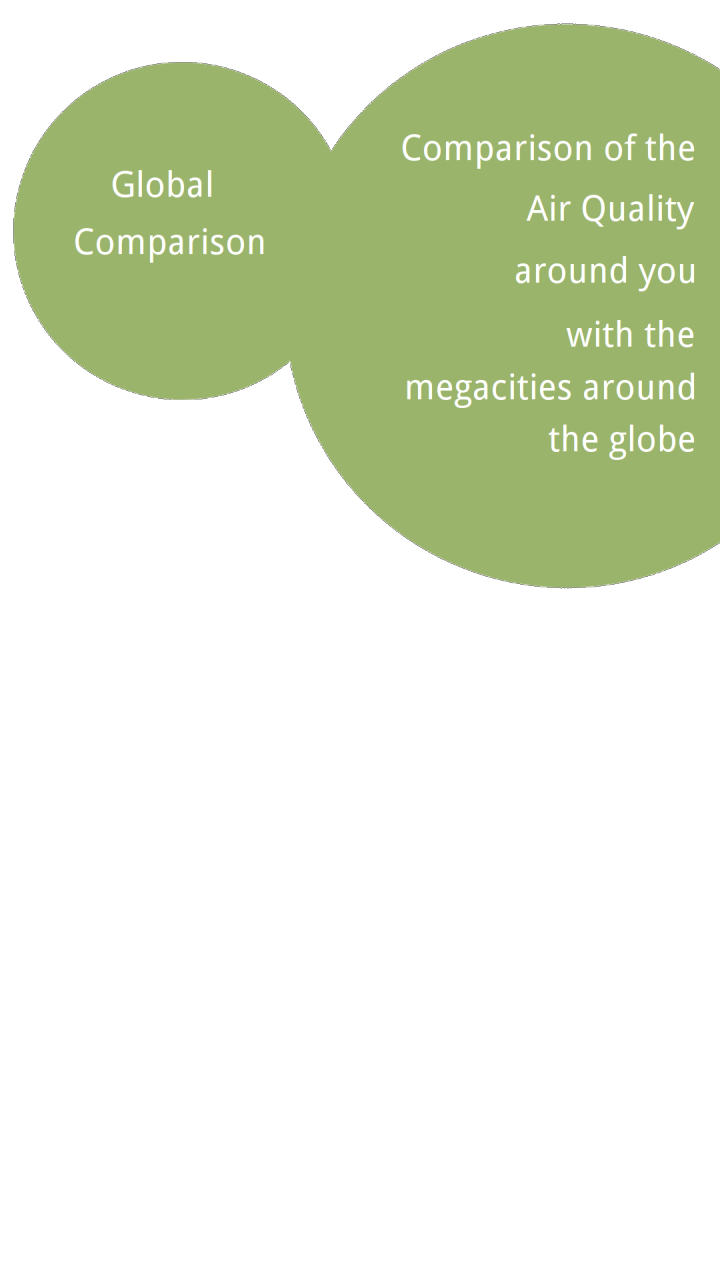 Global
Comparison
Comparison of the
Air Quality
around you
with the
megacities around
the globe